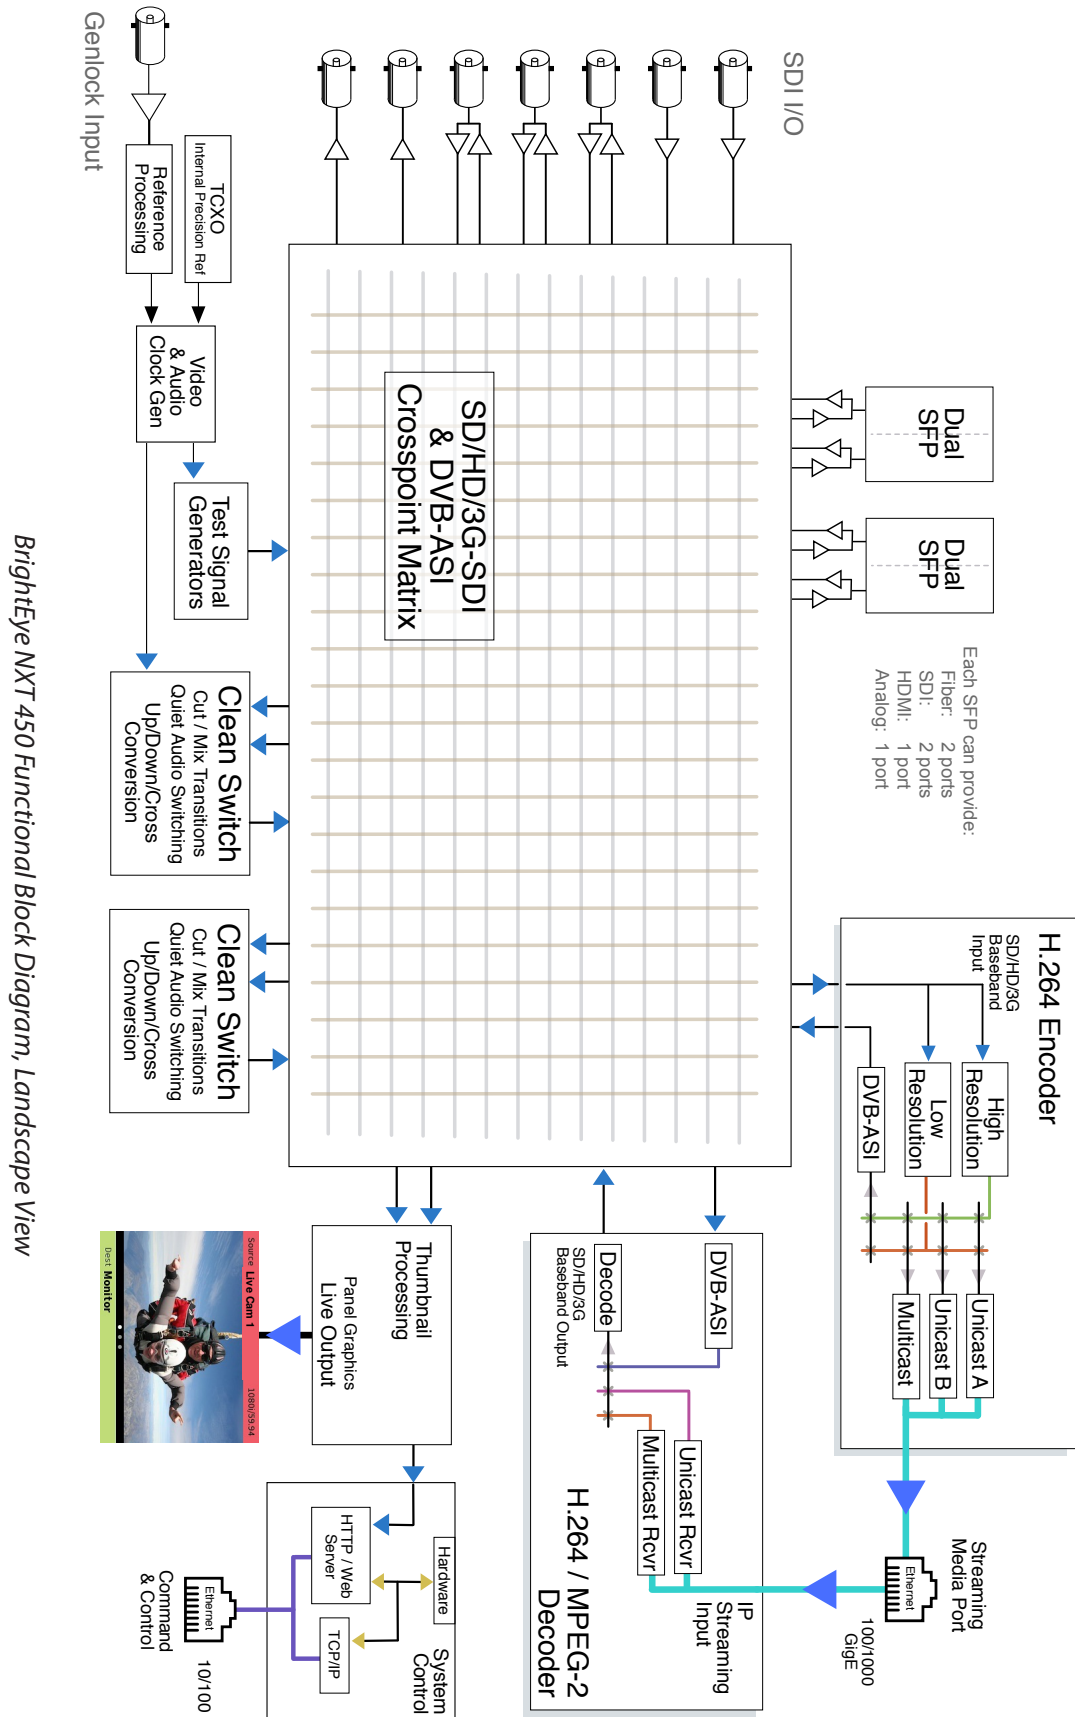 Genlock Input
SDI I/O
TCXO
Internal Precision Ref
Reference
Processing
Video
& Audio
Clock Gen
Test Signal
Generators
SD/HD/3G-SDI
& DVB-ASI
Crosspoint Matrix
Dual
SFP
Dual
SFP
Each SFP can provide:
Fiber: 2 ports
SDI: 2 ports
HDMI: 1 port
Analog: 1 port
Clean Switch
Cut / Mix Transitions
Quiet Audio Switching
Up/Down/Cross
Conversion
Clean Switch
Cut / Mix Transitions
Quiet Audio Switching
Up/Down/Cross
Conversion
H.264 Encoder
SD/HD/3G
Baseband
Input
High
Resolution
Low
Resolution
DVB-ASI
Unicast A
Unicast B
Multicast
Streaming
Media Port
Ethernet
100/1000
GigE
DVB-ASI
Decode
SD/HD/3G
Baseband Output
Unicast Rcvr
Multicast Rcvr
IP
Streaming
Input
H.264 / MPEG-2
Decoder
Thumbnail
Processing
Panel Graphics
Live Output
Source Live Cam 1 1080i/59.94
Dest Monitor
Hardware
HTTP / Web
Server
TCP/IP
System
Control
Ethernet
10/100
Command
& Control
BrightEye NXT 450 Functional Block Diagram, Landscape View